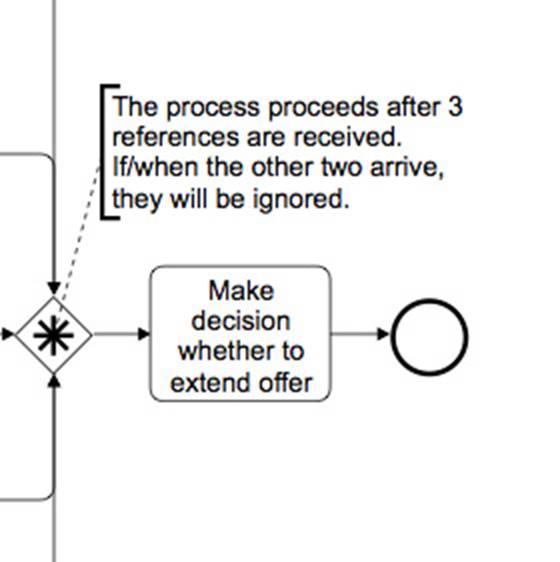 The process proceeds after 3
references are received.
If/when the other two arrive,
they will be ignored.
Make
decision
whether to
extend offer